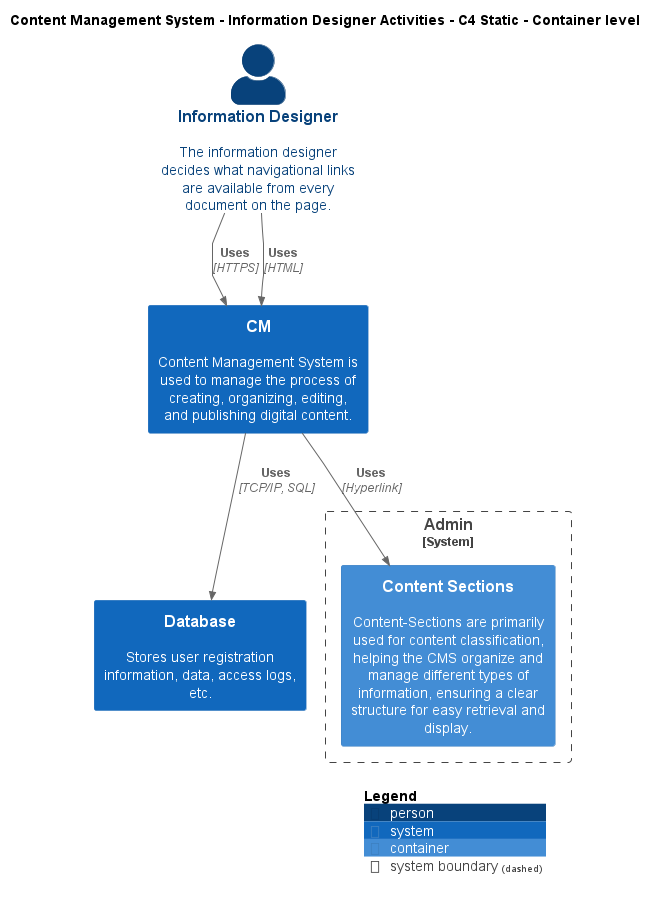 Content Management System - Information Designer Activities - C4 Static - Container level
Information Designer
The information designer
decides what navigational links
are available from every
document on the page.
Uses
[HTTPS]
Uses
[HTML]
CM
Content Management System is
used to manage the process of
creating, organizing, editing,
and publishing digital content.
Uses
[TCP/IP, SQL]
Uses
[Hyperlink]
Admin
[System]
Database
Stores user registration
information, data, access logs,
etc.
Content Sections
Content-Sections are primarily
used for content classification,
helping the CMS organize and
manage different types of
information, ensuring a clear
structure for easy retrieval and
display.
Legend
person
system
container
system boundary (dashed)